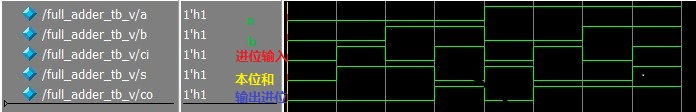 /full_adder_tb_v/a 1'h1 a
/full_adder_tb_v/b 1'h1 b
/full_adder_tb_v/ci 1'h1 进位输入
/full_adder_tb_v/s 1'h1 本位和
/full_adder_tb_v/co 1'h1 输出进位